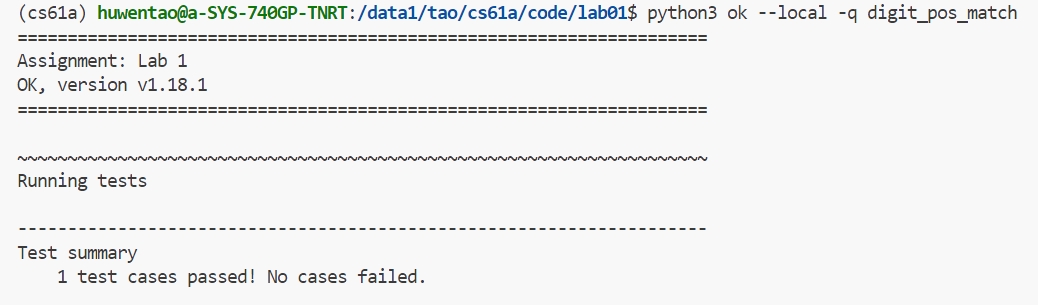 (cs61a) huwentao@a-SYS-740GP-TNRT:/data1/tao/cs61a/code/lab01$ python3 ok --local -q digit_pos_match
=====================================================================
Assignment: Lab 1
OK, version v1.18.1
=====================================================================
~~~~~~~~~~~~~~~~~~~~~~~~~~~~~~~~~~~~~~~~~~~~~~~~~~~~~~~~~~~~~~~~~~~~~
Running tests
---------------------------------------------------------------------
Test summary
    1 test cases passed! No cases failed.